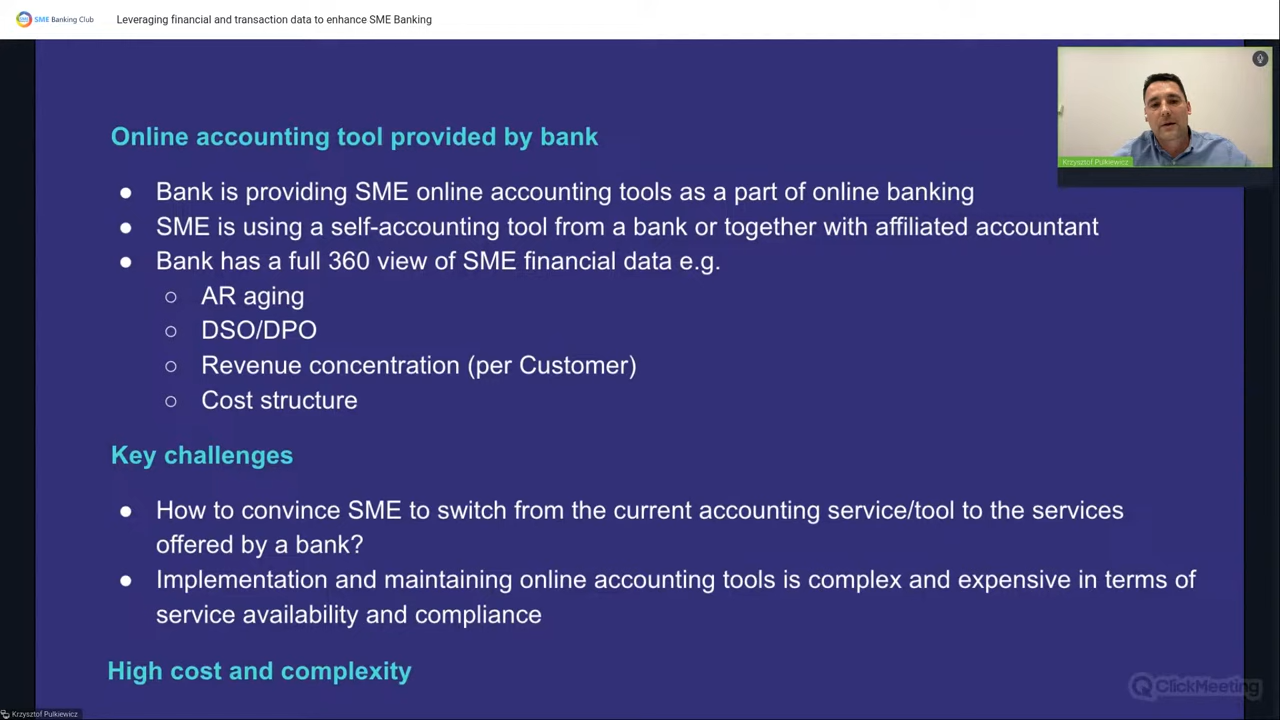 SME Banking Club
Leveraging financial and transaction data to enhance SME Banking
Krzysztof Pulkiewicz
Online accounting tool provided by bank
● Bank is providing SME online accounting tools as a part of online banking
● SME is using a self-accounting tool from a bank or together with affiliated accountant
● Bank has a full 360 view of SME financial data e.g.
○ AR aging
○ DSO/DPO
○ Revenue concentration (per Customer)
○ Cost structure
Key challenges
● How to convince SME to switch from the current accounting service/tool to the services
offered by a bank?
● Implementation and maintaining online accounting tools is complex and expensive in terms of
service availability and compliance
High cost and complexity
ClickMeeting
Krzysztof Pulkiewicz